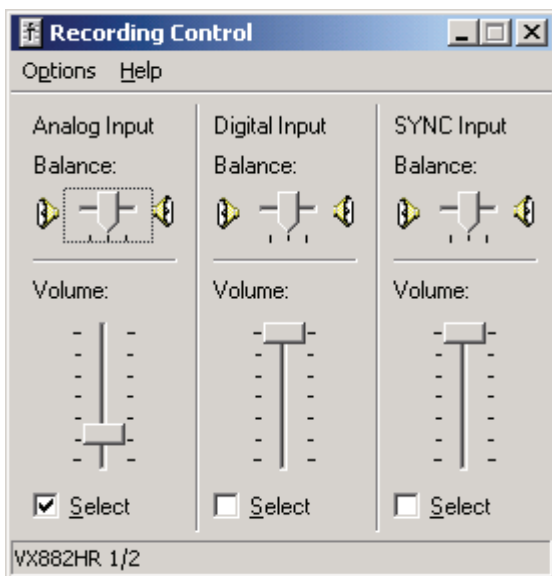 Recording Control
Options Help
Analog Input Digital Input SYNC Input
Balance: Balance: Balance:
Volume: Volume: Volume:
Select Select Select
VX882HR 1/2